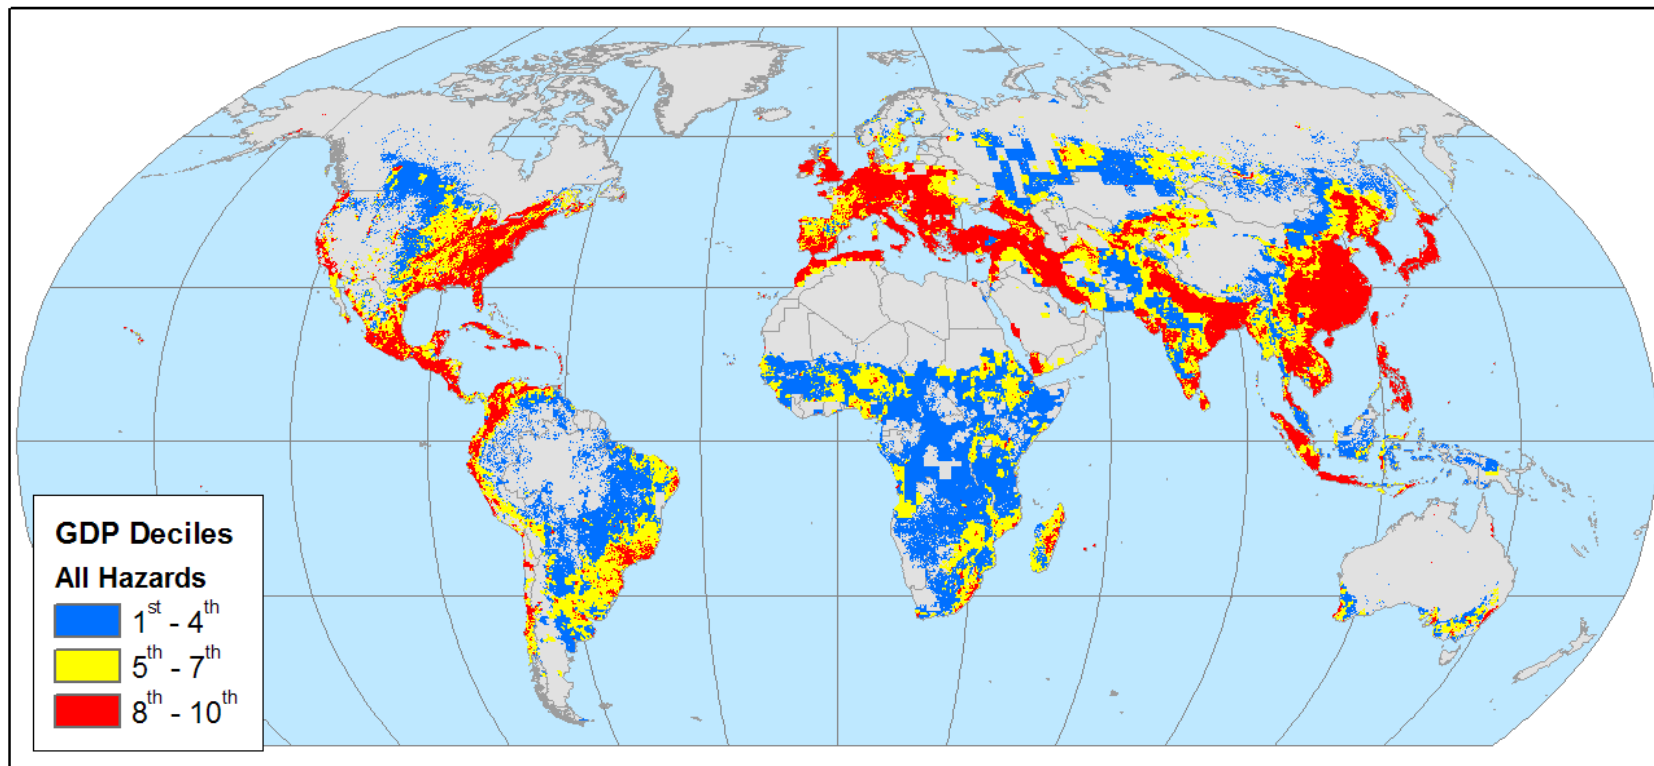 GDP Deciles
All Hazards
1st - 4th
5th - 7th
8th - 10th